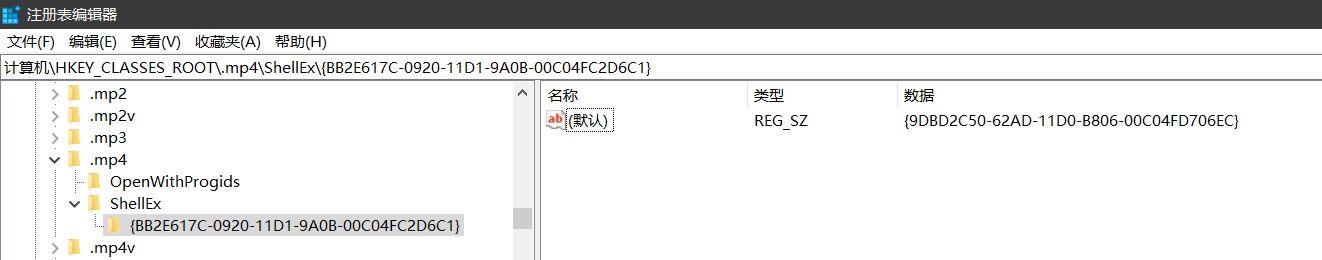 注册表编辑器
文件(F) 编辑(E) 查看(V) 收藏夹(A) 帮助(H)
计算机\HKEY_CLASSES_ROOT\.mp4\ShellEx\{BB2E617C-0920-11D1-9A0B-00C04FC2D6C1}
.mp2
.mp2v
.mp3
.mp4
OpenWithProgids
ShellEx
{BB2E617C-0920-11D1-9A0B-00C04FC2D6C1}
.mp4v
名称 类型 数据
ab (默认) REG_SZ {9DBD2C50-62AD-11D0-B806-00C04FD706EC}